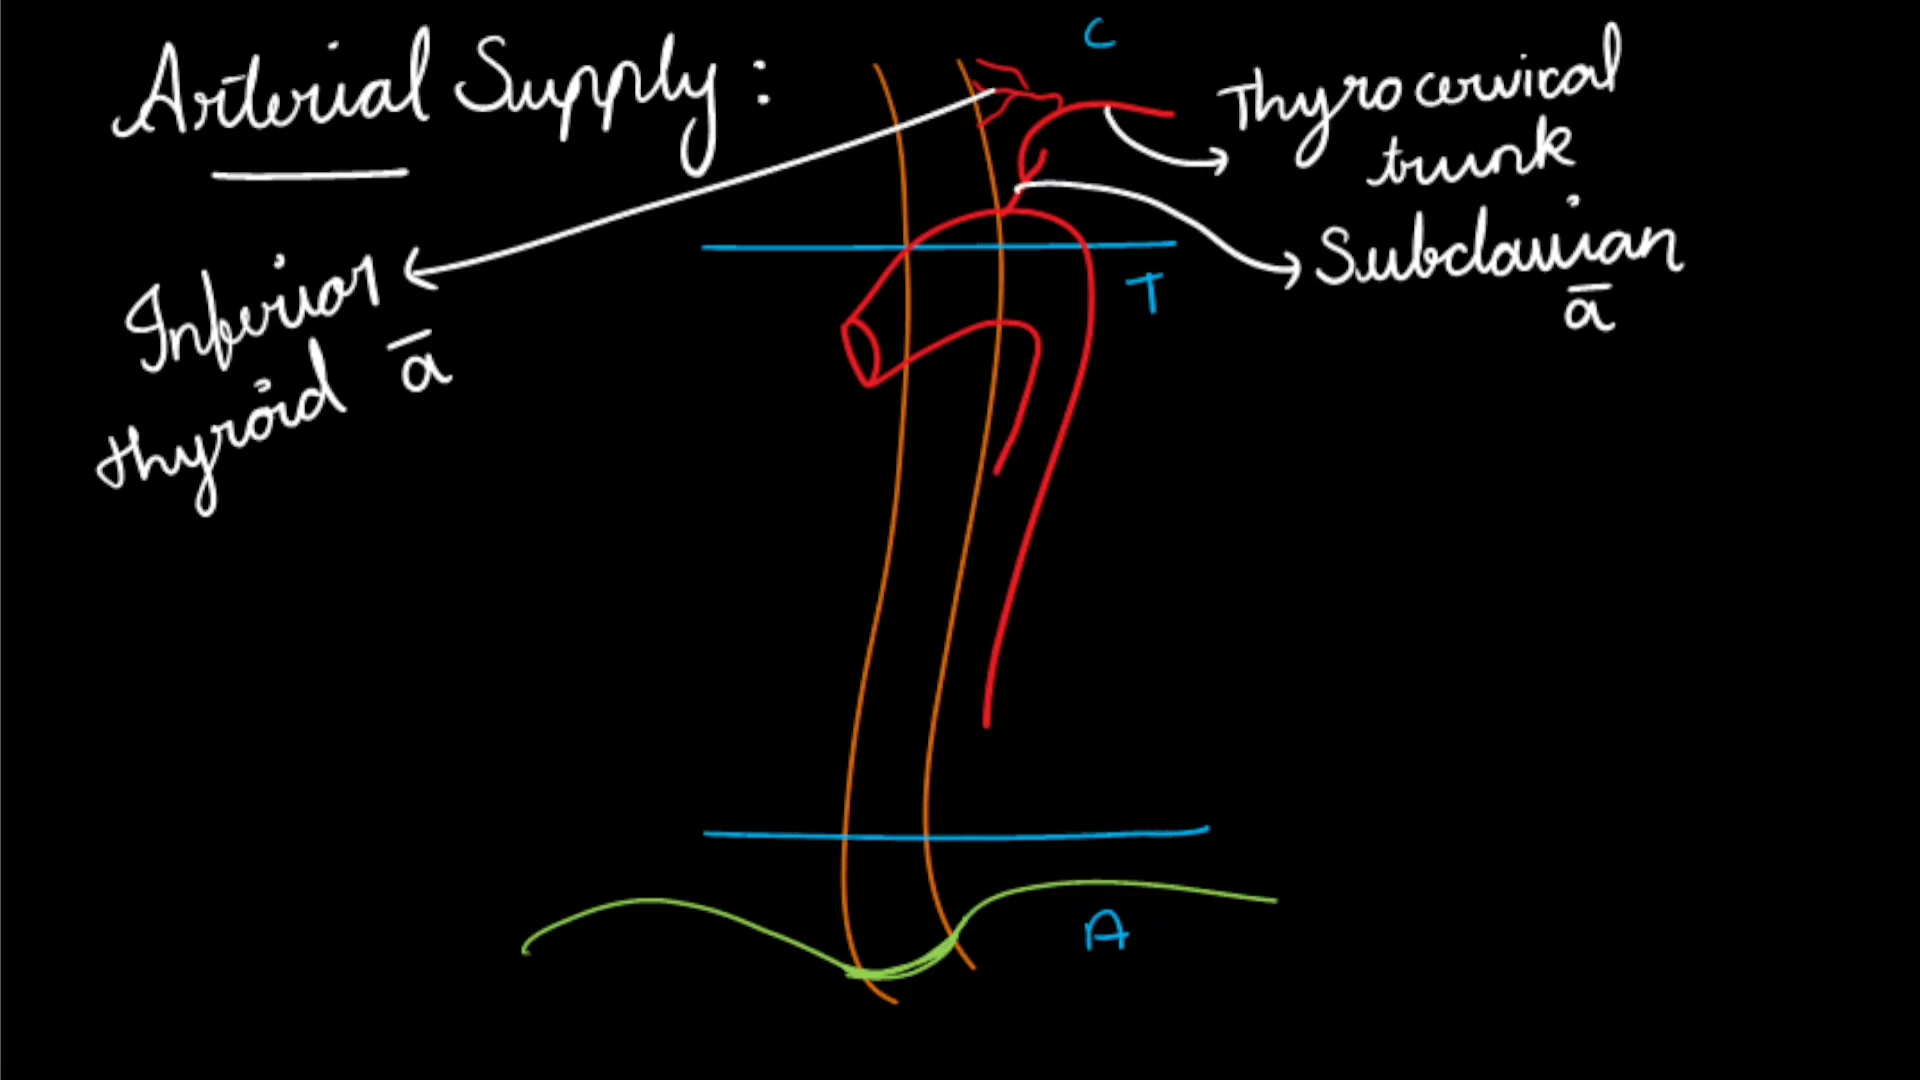 Arterial Supply:
C
Thyrocervical
trunk
Subclavian
ā
T
Inferior
thyroid ā
A